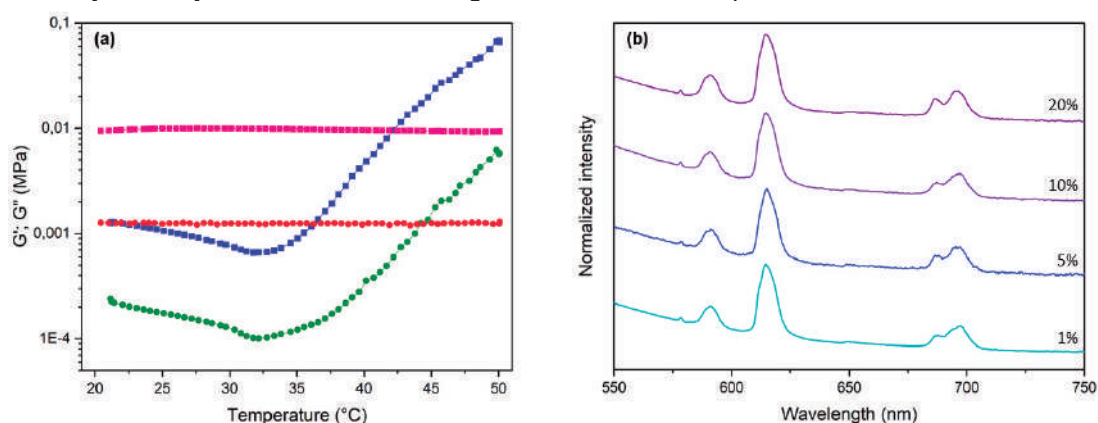 (a)
G'; G'' (MPa)
0,1
0,01
0,001
1E-4
20 25 30 35 40 45 50
Temperature (°C)
(b)
Normalized intensity
20%
10%
5%
1%
550 600 650 700 750
Wavelength (nm)